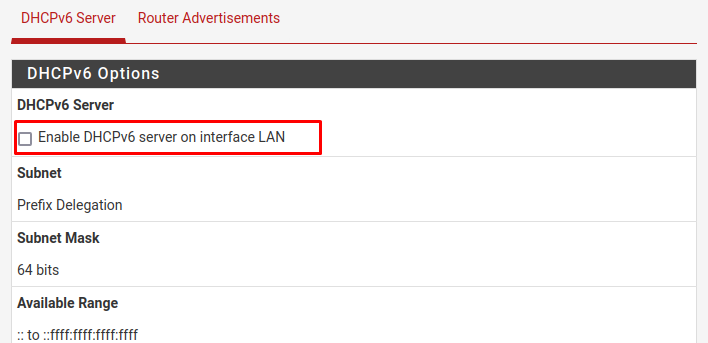 DHCPv6 Server Router Advertisements
DHCPv6 Options
DHCPv6 Server
Enable DHCPv6 server on interface LAN
Subnet
Prefix Delegation
Subnet Mask
64 bits
Available Range
:: to ::ffff:ffff:ffff:ffff